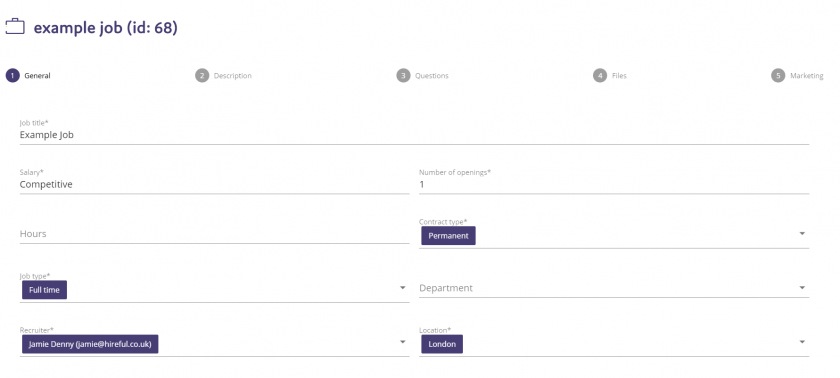 example job (id: 68)
1 General 2 Description 3 Questions 4 Files 5 Marketing
Job title*
Example Job
Salary* Number of openings*
Competitive 1
Contract type*
Hours Permanent
Job type*
Full time Department
Recruiter* Location*
Jamie Denny (jamie@hireful.co.uk) London